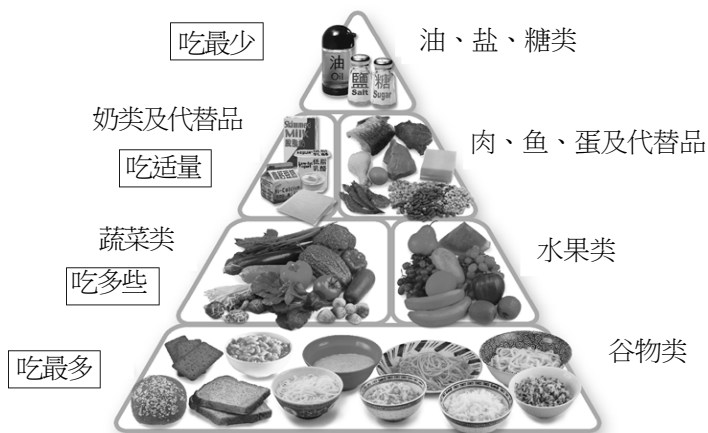 吃最少
油、盐、糖类
油
Oil
鹽
Salt
糖
Sugar
奶类及代替品
吃适量
肉、鱼、蛋及代替品
蔬菜类
水果类
吃多些
谷物类
吃最多